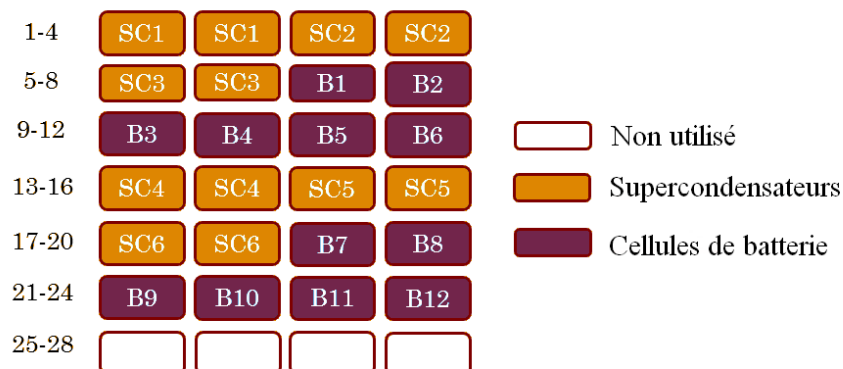 1-4 SC1 SC1 SC2 SC2
5-8 SC3 SC3 B1 B2
9-12 B3 B4 B5 B6
Non utilisé
13-16 SC4 SC4 SC5 SC5
Supercondensateurs
17-20 SC6 SC6 B7 B8
Cellules de batterie
21-24 B9 B10 B11 B12
25-28